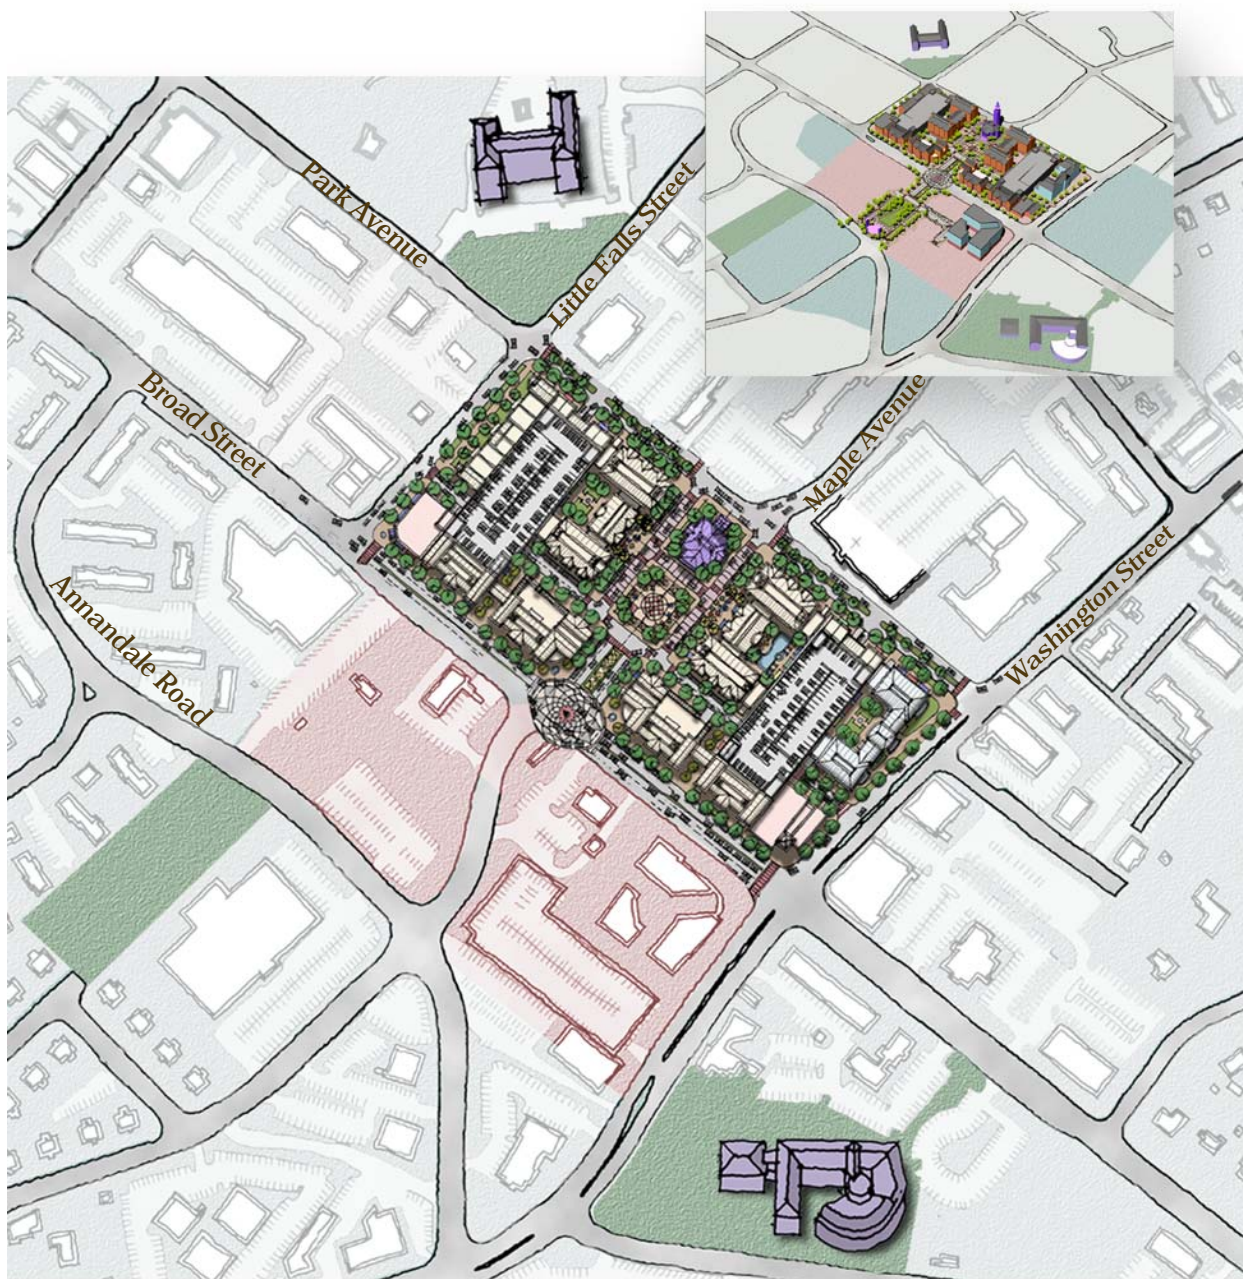 Park Avenue
Little Falls Street
Broad Street
Maple Avenue
Washington Street
Annandale Road